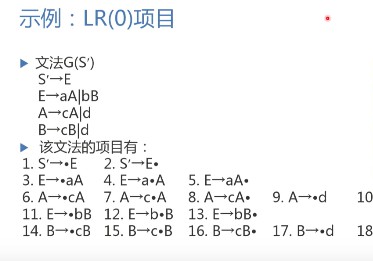 示例：LR(0)项目
文法G(S′)
S′→E
E→aA|bB
A→cA|d
B→cB|d
该文法的项目有：
1. S′→•E 2. S′→E•
3. E→•aA 4. E→a•A 5. E→aA•
6. A→•cA 7. A→c•A 8. A→cA• 9. A→•d 10
11. E→•bB 12. E→b•B 13. E→bB•
14. B→•cB 15. B→c•B 16. B→cB• 17. B→•d 18